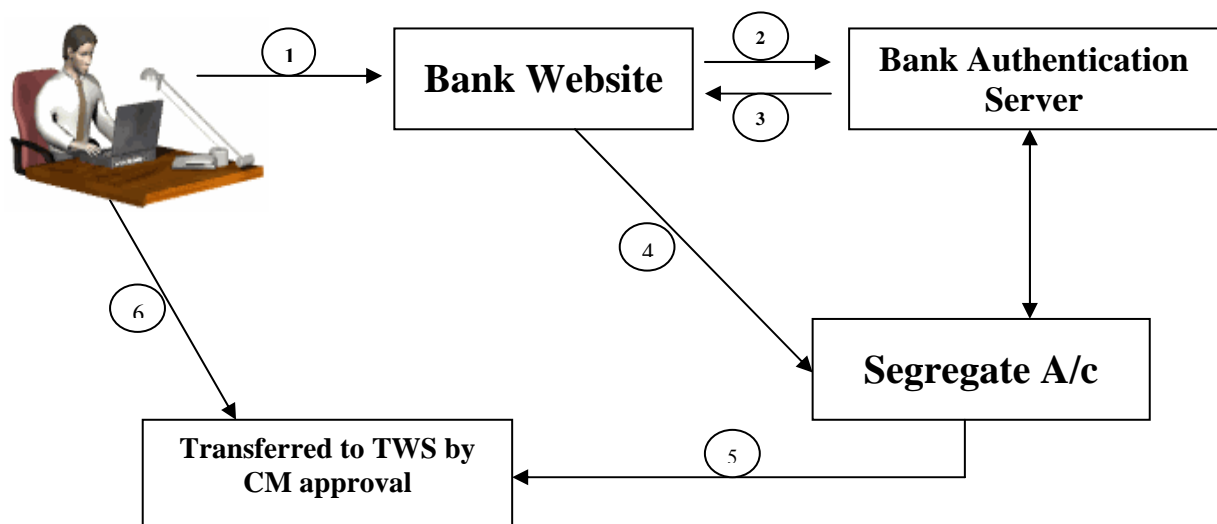 1
2
Bank Website
Bank Authentication
Server
3
4
6
Segregate A/c
Transferred to TWS by
CM approval
5